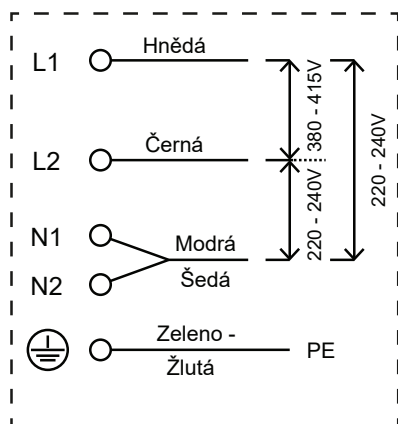 L1
Hnědá
L2
Černá
N1
Modrá
N2
Šedá
Zeleno -
Žlutá
PE
380 - 415V
220 - 240V
220 - 240V